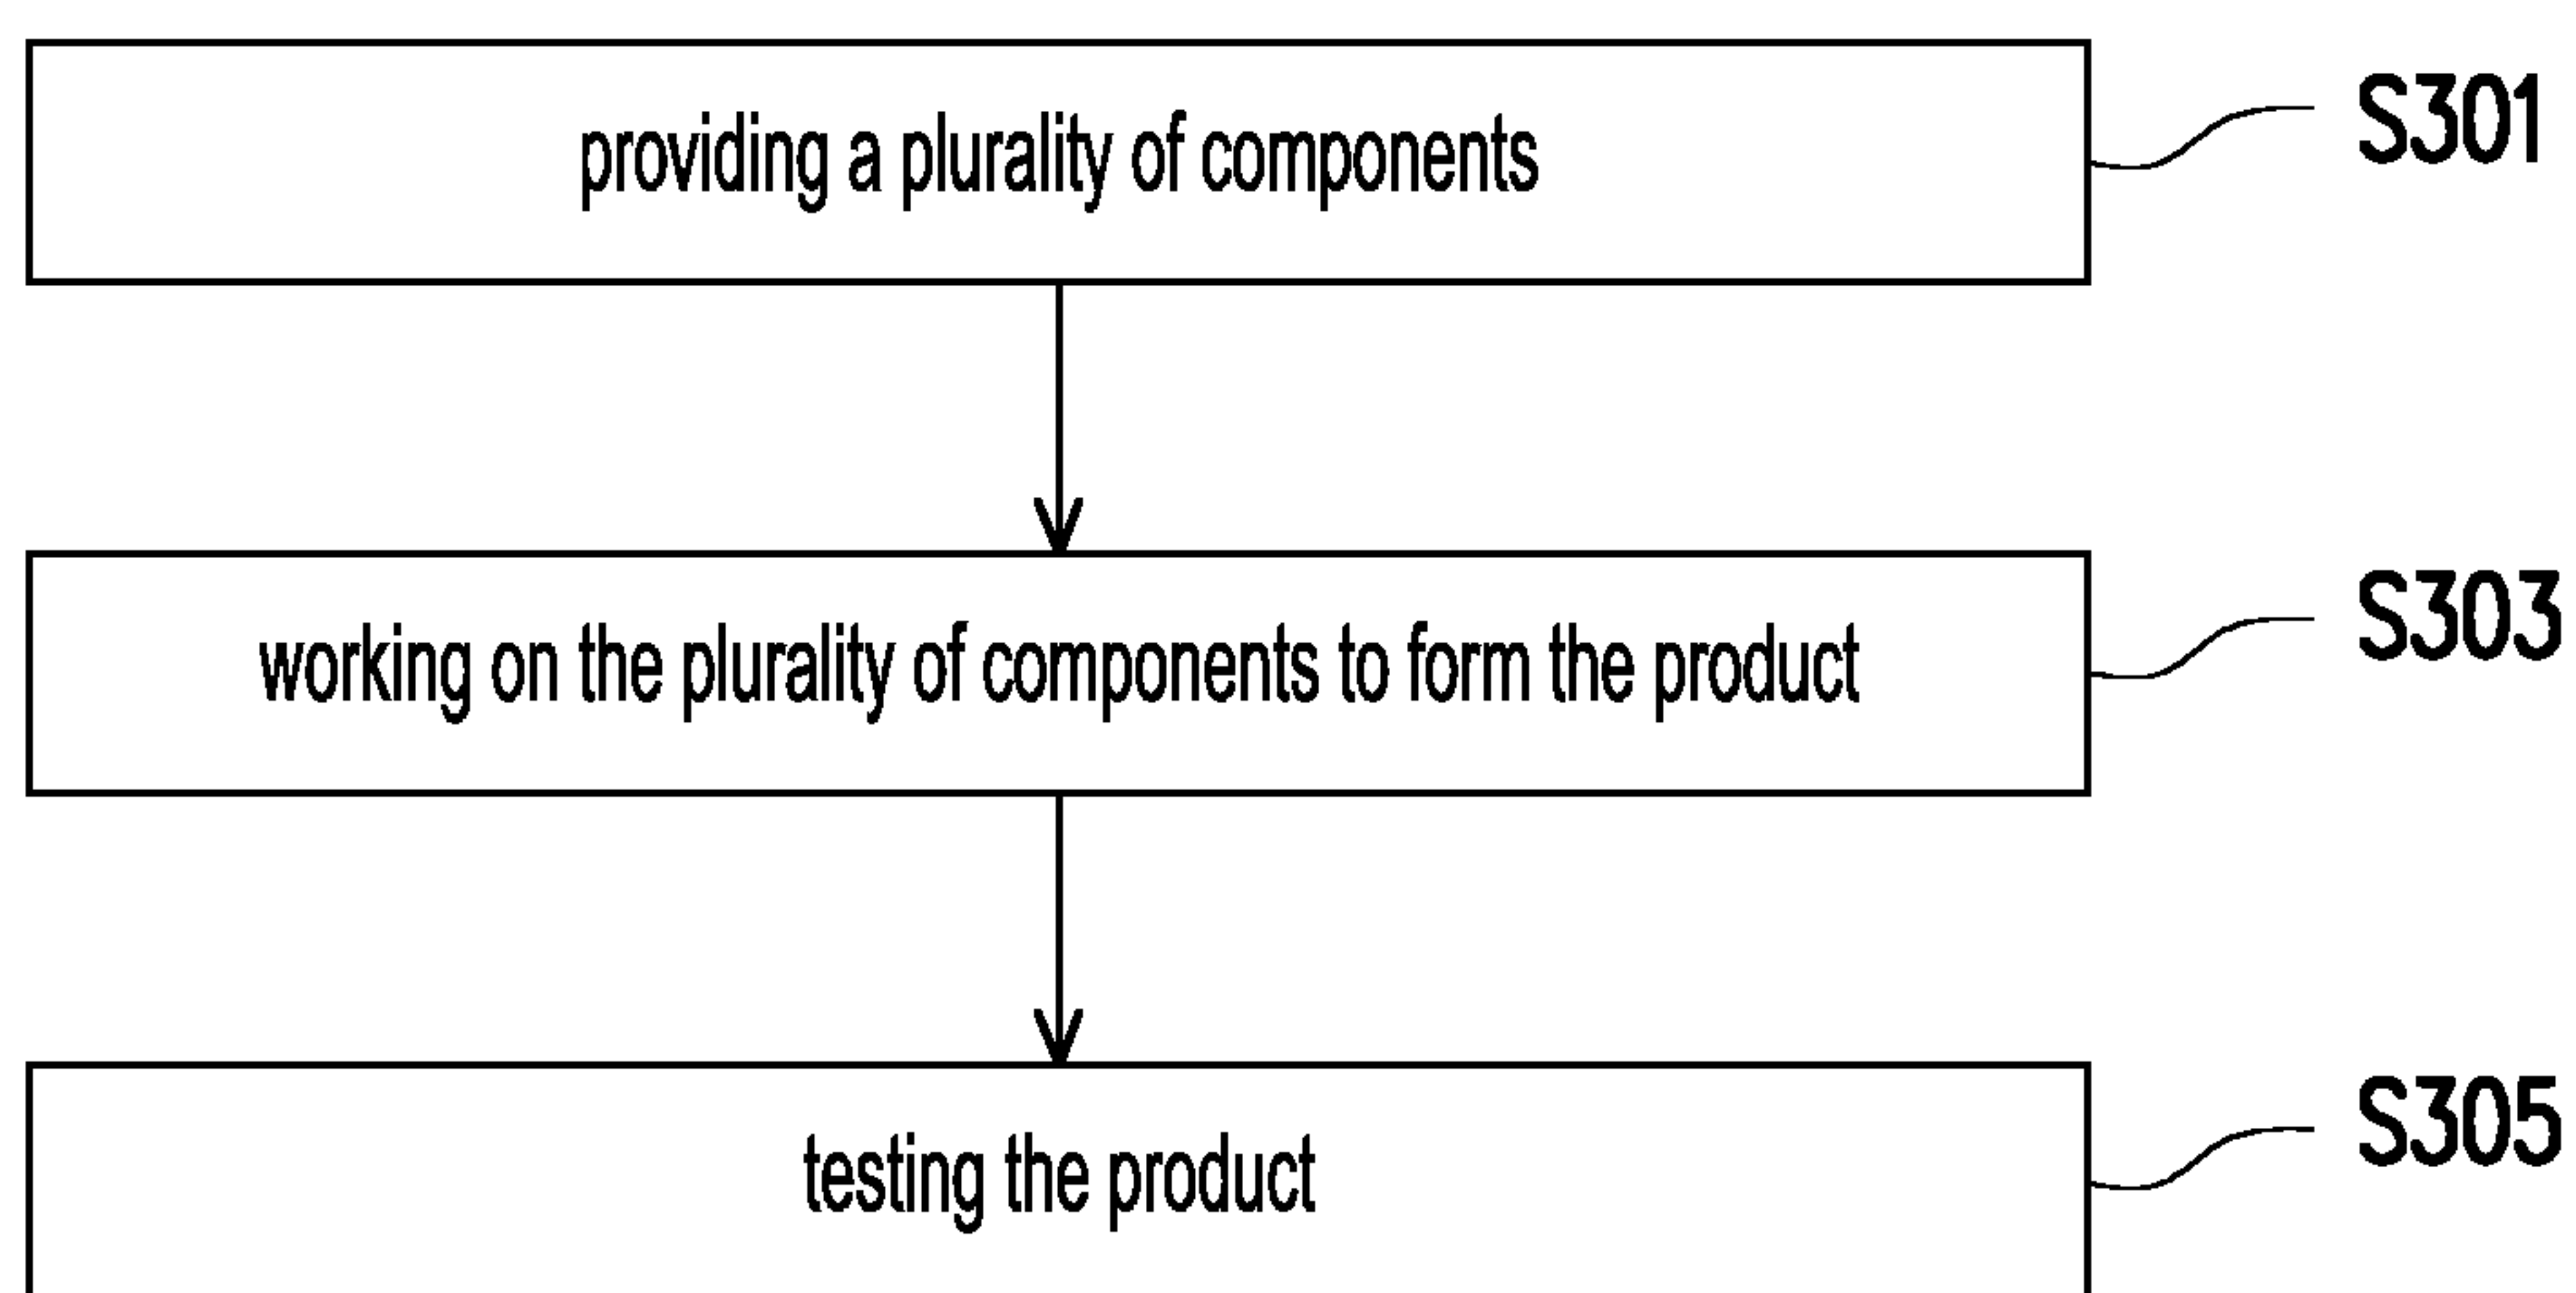 providing a plurality of components
S301
working on the plurality of components to form the product
S303
testing the product
S305